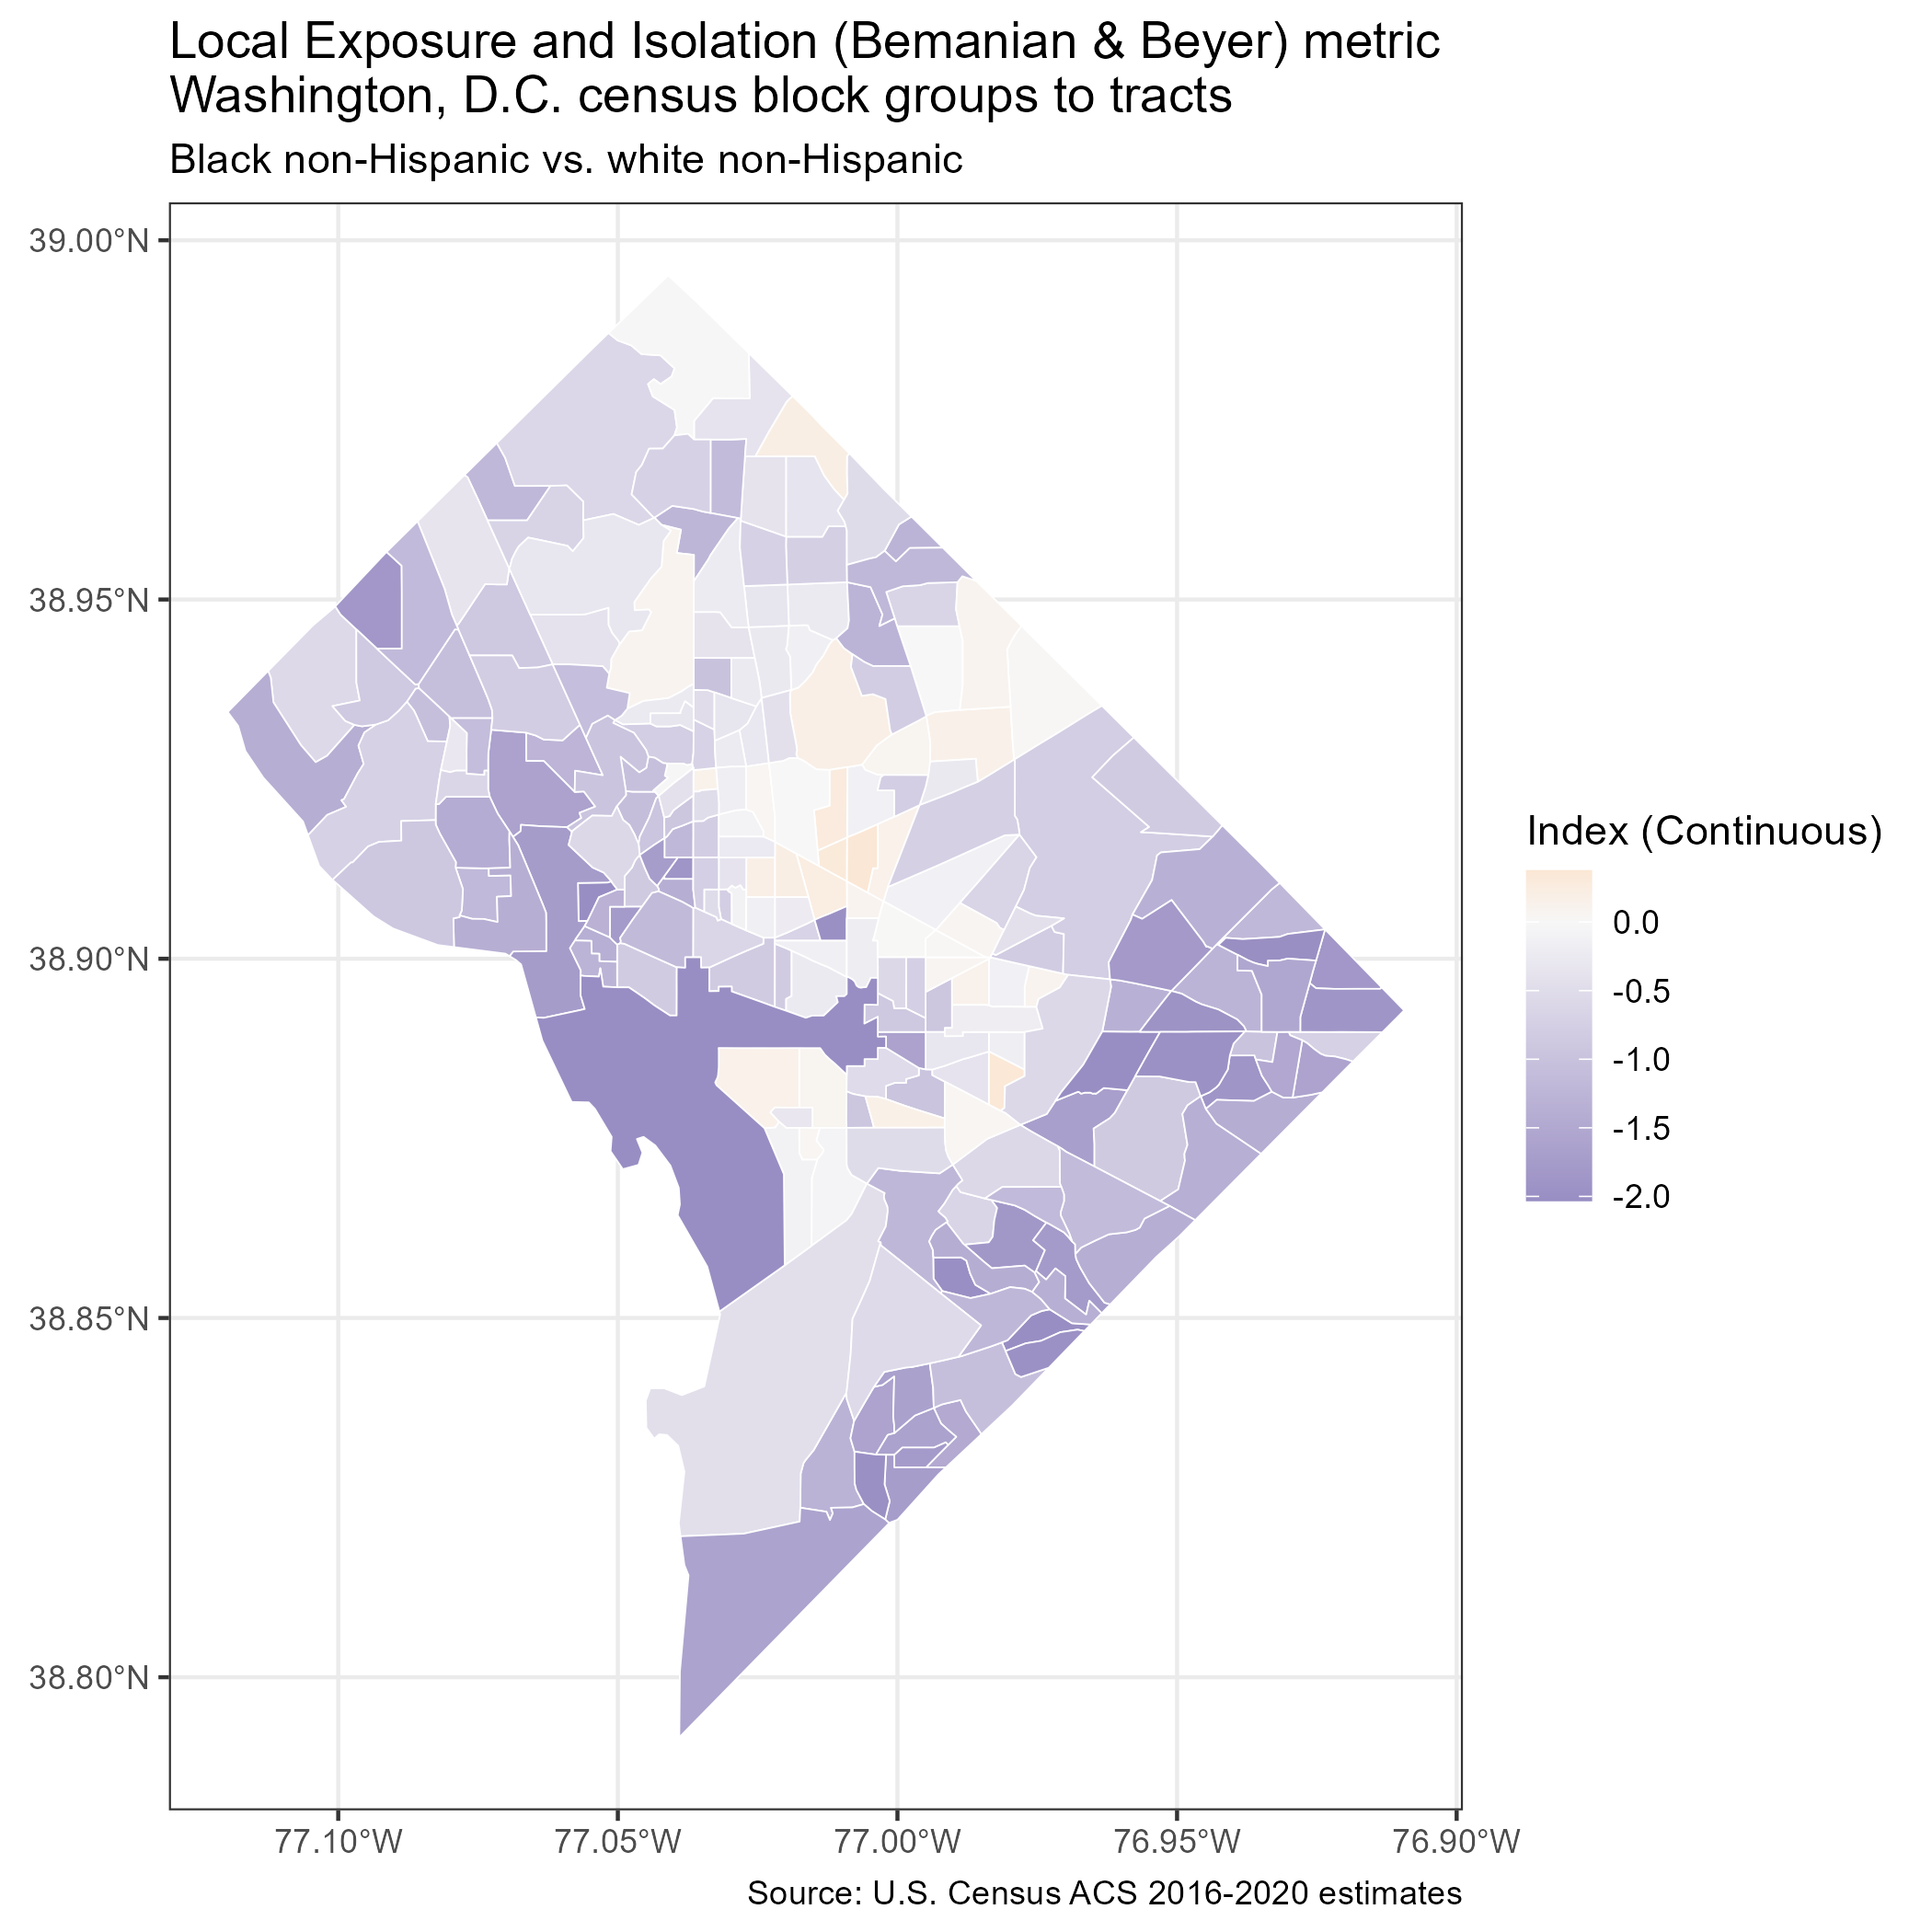 Local Exposure and Isolation (Bemanian & Beyer) metric
Washington, D.C. census block groups to tracts
Black non-Hispanic vs. white non-Hispanic
39.00°N
38.95°N
38.90°N
38.85°N
38.80°N
77.10°W
77.05°W
77.00°W
76.95°W
76.90°W
Index (Continuous)
0.0
-0.5
-1.0
-1.5
-2.0
Source: U.S. Census ACS 2016-2020 estimates